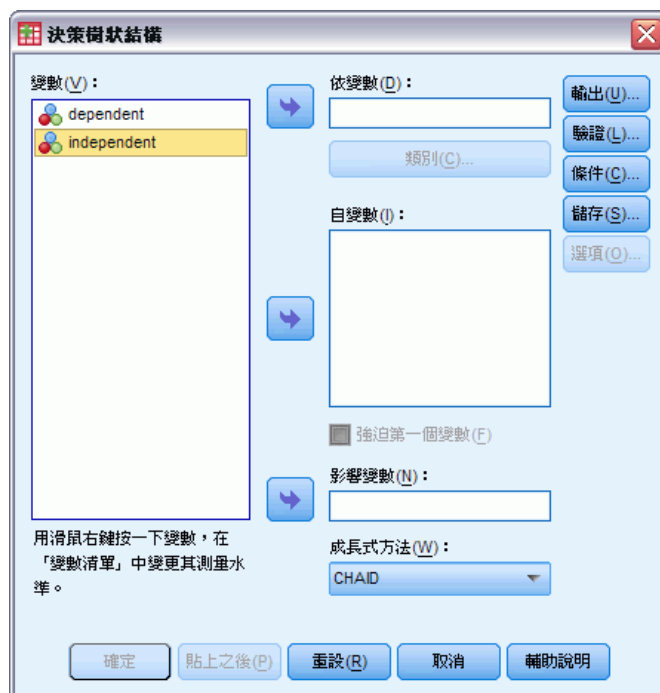 決策樹狀結構
變數(V)：
dependent
independent
用滑鼠右鍵按一下變數，在
「變數清單」中變更其測量水
準。
依變數(D)：
類別(C)...
自變數(I)：
強迫第一個變數(F)
影響變數(N)：
成長式方法(W)：
CHAID
輸出(U)...
驗證(L)...
條件(C)...
儲存(S)...
選項(O)...
確定
貼上之後(P)
重設(R)
取消
輔助說明